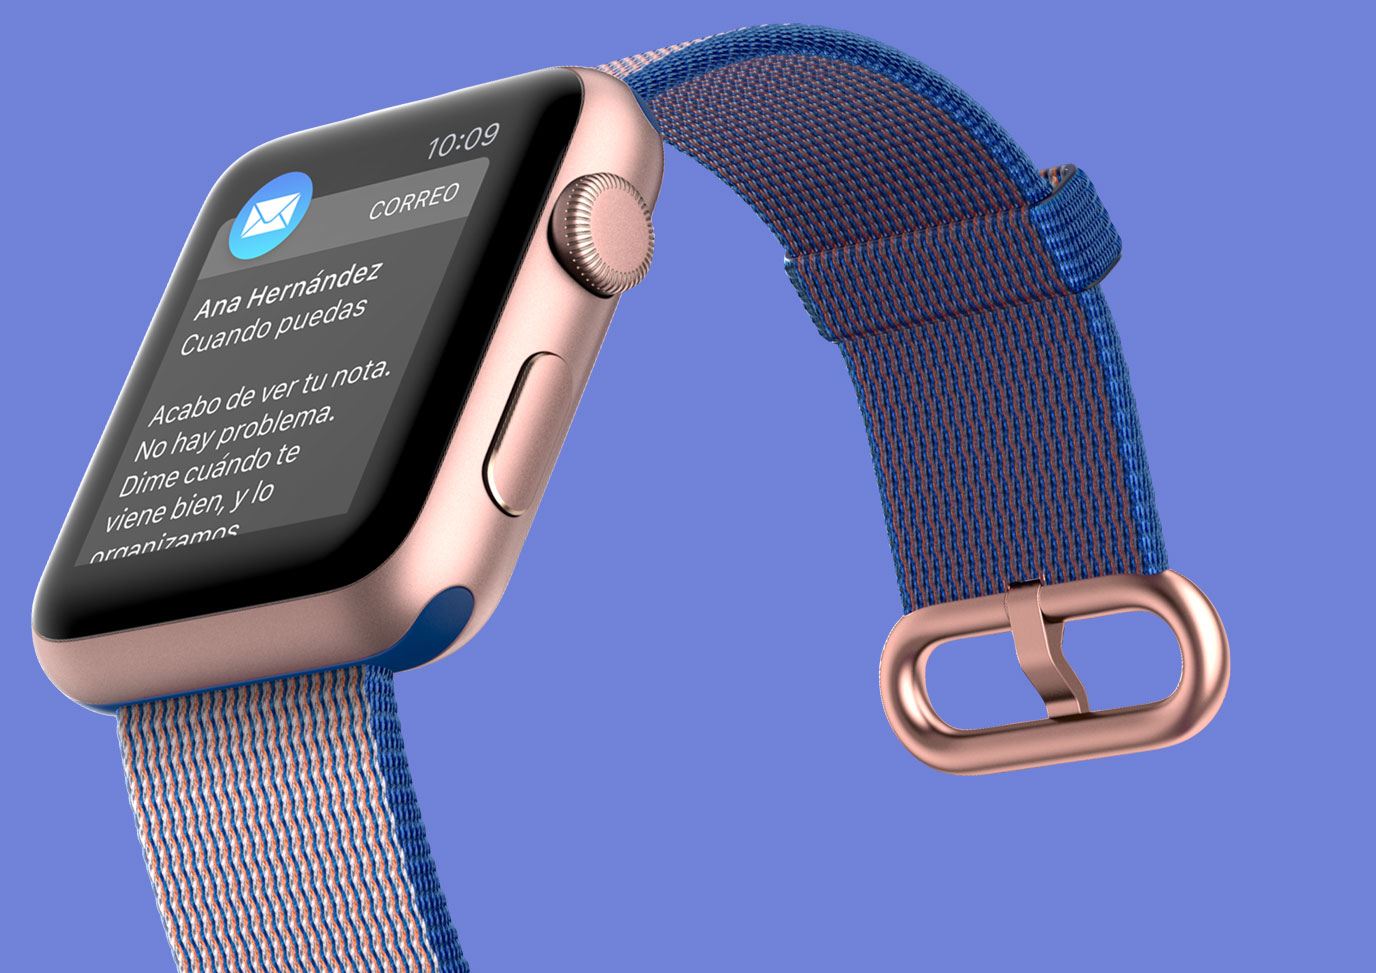 10:09
CORREO
Ana Hernández
Cuando puedas
Acabo de ver tu nota.
No hay problema.
Dime cuándo te
viene bien, y lo
organizamos